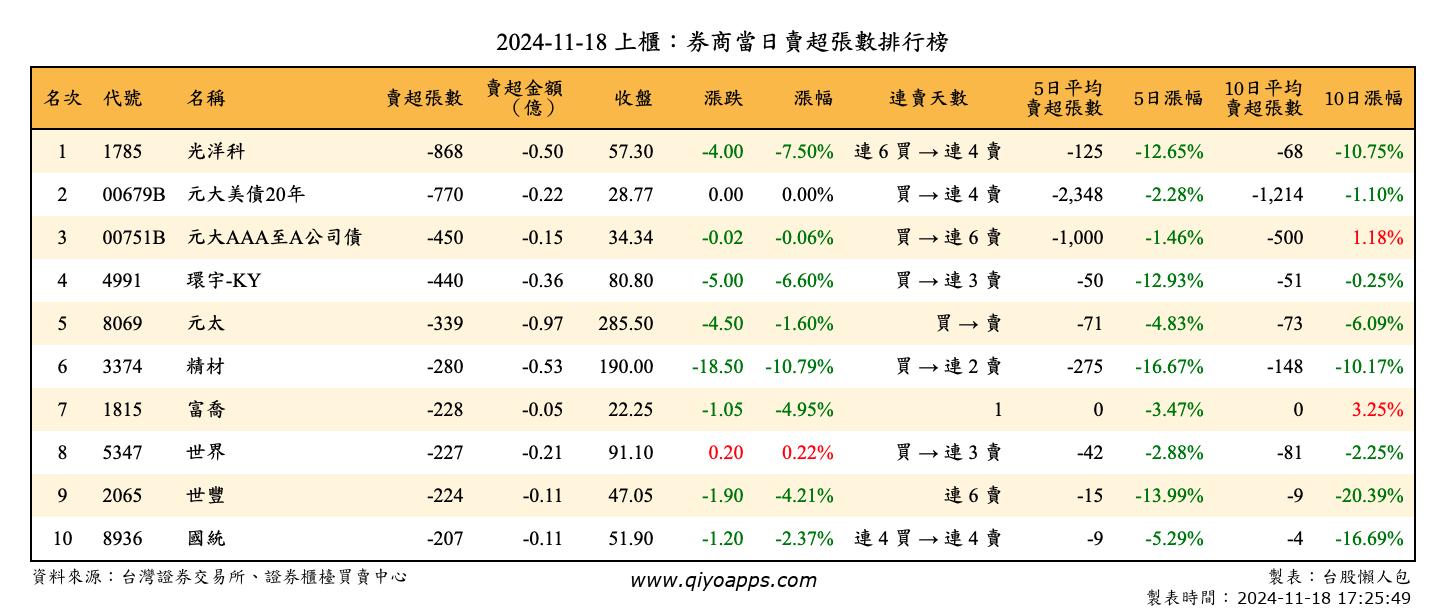 2024-11-18 上櫃：券商當日賣超張數排行榜
名次 代號 名稱 賣超張數 賣超金額（億） 收盤 漲跌 漲幅 連賣天數 5日平均賣超張數 5日漲幅 10日平均賣超張數 10日漲幅
1 1785 光洋科 -868 -0.50 57.30 -4.00 -7.50% 連 6 買 → 連 4 賣 -125 -12.65% -68 -10.75%
2 00679B 元大美債20年 -770 -0.22 28.77 0.00 0.00% 買 → 連 4 賣 -2,348 -2.28% -1,214 -1.10%
3 00751B 元大AAA至A公司債 -450 -0.15 34.34 -0.02 -0.06% 買 → 連 6 賣 -1,000 -1.46% -500 1.18%
4 4991 環宇-KY -440 -0.36 80.80 -5.00 -6.60% 買 → 連 3 賣 -50 -12.93% -51 -0.25%
5 8069 元太 -339 -0.97 285.50 -4.50 -1.60% 買 → 賣 -71 -4.83% -73 -6.09%
6 3374 精材 -280 -0.53 190.00 -18.50 -10.79% 買 → 連 2 賣 -275 -16.67% -148 -10.17%
7 1815 富喬 -228 -0.05 22.25 -1.05 -4.95% 1 0 -3.47% 0 3.25%
8 5347 世界 -227 -0.21 91.10 0.20 0.22% 買 → 連 3 賣 -42 -2.88% -81 -2.25%
9 2065 世豐 -224 -0.11 47.05 -1.90 -4.21% 連 6 賣 -15 -13.99% -9 -20.39%
10 8936 國統 -207 -0.11 51.90 -1.20 -2.37% 連 4 買 → 連 4 賣 -9 -5.29% -4 -16.69%
資料來源：台灣證券交易所、證券櫃檯買賣中心 www.qiyoapps.com 製表：台股懶人包
製表時間：2024-11-18 17:25:49